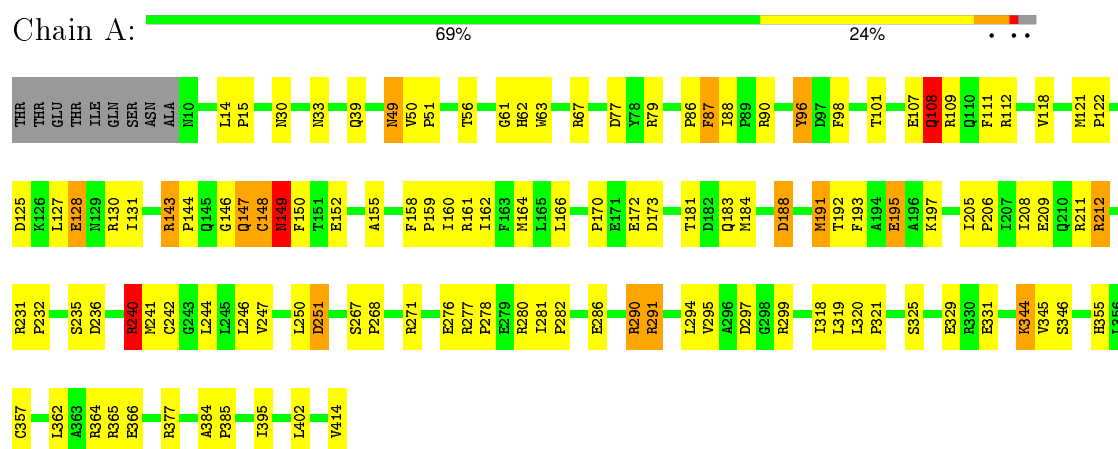 Chain A:
69% 24% • • •
THR THR GLU THR ILE GLN SER ASN ALA N10 L14 P15 N30 N33 Q39 N49 V50 P51 T56 G61 H62 W63 R67 D77 Y78 R79 P86 F87 I88 P89 R90 Y96 D97 F98 T101 E107 Q108 R109 Q110 F111 R112 V118 M121 P122
D125 K126 L127 E128 N129 R130 I131 R143 P144 Q145 G146 Q147 C148 N149 F150 T151 E152 A155 F158 P159 I160 R161 I162 F163 M164 L165 L166 P170 E171 E172 D173 T181 D182 Q183 M184 D188 M191 T192 F193 A194 E195 A196 K197 I205 P206 I207 I208 E209 Q210 R211 R212
R231 P232 S235 D236 R240 M241 C242 G243 L244 L245 L246 V247 L250 D251 S267 P268 R271 E276 R277 P278 E279 R280 I281 P282 E286 R290 R291 L294 V295 A296 D297 G298 R299 I318 L319 L320 P321 S325 E329 R330 E331 K344 V345 S346 H355 L356
C357 L362 A363 R364 R365 E366 R377 A384 P385 I395 L402 V414